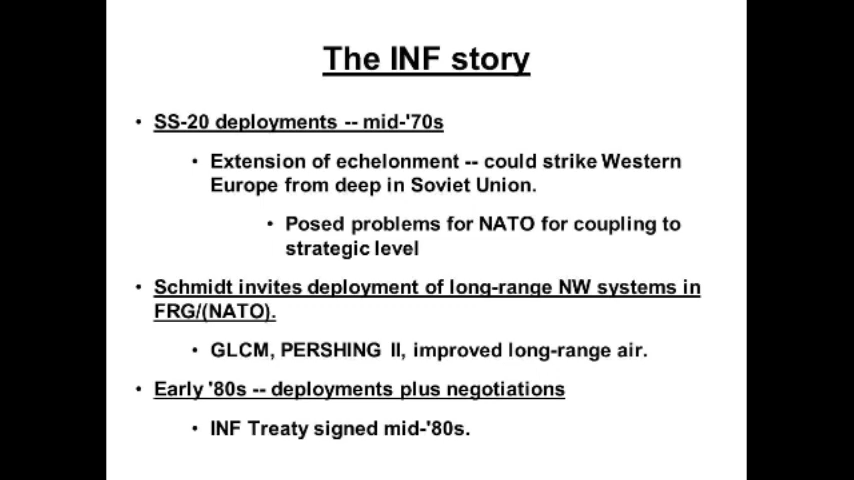 The INF story
• SS-20 deployments -- mid-'70s
• Extension of echelonment -- could strike Western
Europe from deep in Soviet Union.
• Posed problems for NATO for coupling to
strategic level
• Schmidt invites deployment of long-range NW systems in
FRG/(NATO).
• GLCM, PERSHING II, improved long-range air.
• Early '80s -- deployments plus negotiations
• INF Treaty signed mid-'80s.